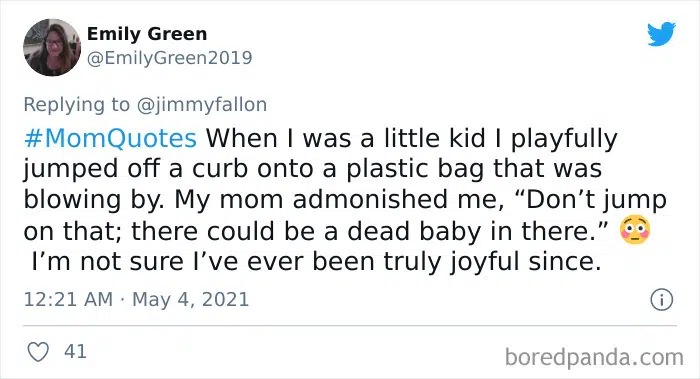 Emily Green
@EmilyGreen2019
Replying to @jimmyfallon
#MomQuotes When I was a little kid I playfully
jumped off a curb onto a plastic bag that was
blowing by. My mom admonished me, “Don’t jump
on that; there could be a dead baby in there.” 😳
I’m not sure I’ve ever been truly joyful since.
12:21 AM · May 4, 2021
41
boredpanda.com